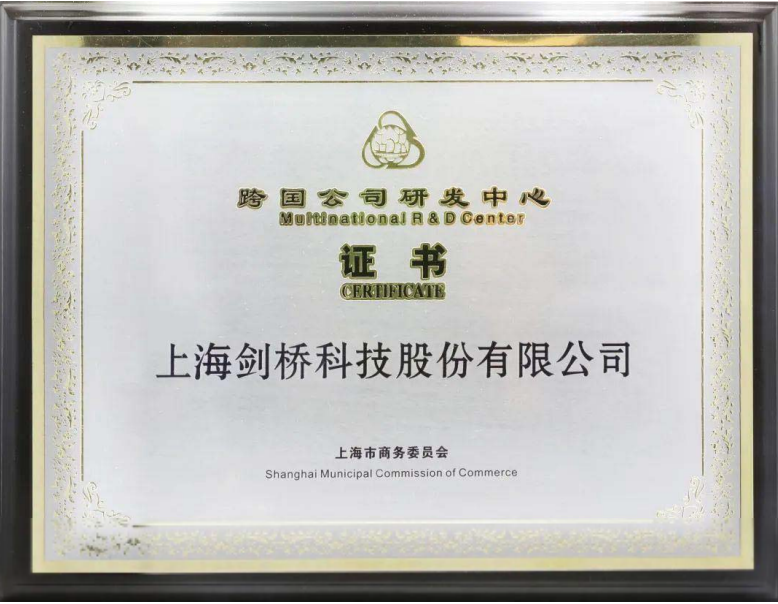 跨国公司研发中心
Multinational R & D Center
证书
CERTIFICATE
上海剑桥科技股份有限公司
上海市商务委员会
Shanghai Municipal Commission of Commerce